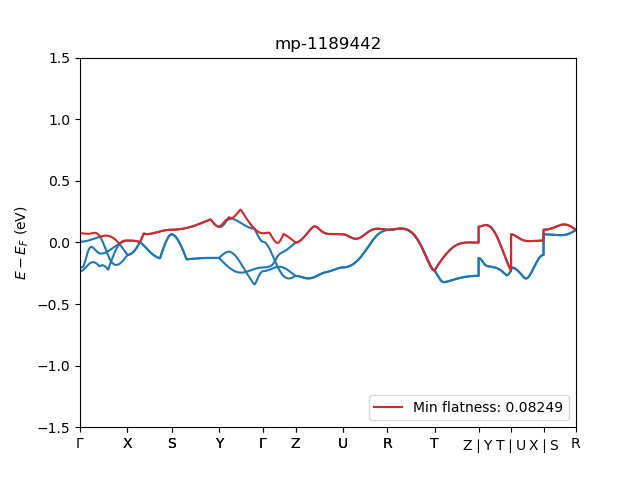 mp-1189442
E − E_F (eV)
1.5
1.0
0.5
0.0
−0.5
−1.0
−1.5
Min flatness: 0.08249
Γ X S Y Γ Z U R T Z|Y T|U X|S R